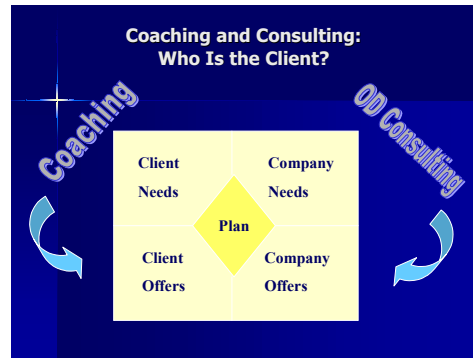 Coaching and Consulting:
Who Is the Client?
Coaching
OD Consulting
Client
Needs
Company
Needs
Plan
Client
Offers
Company
Offers